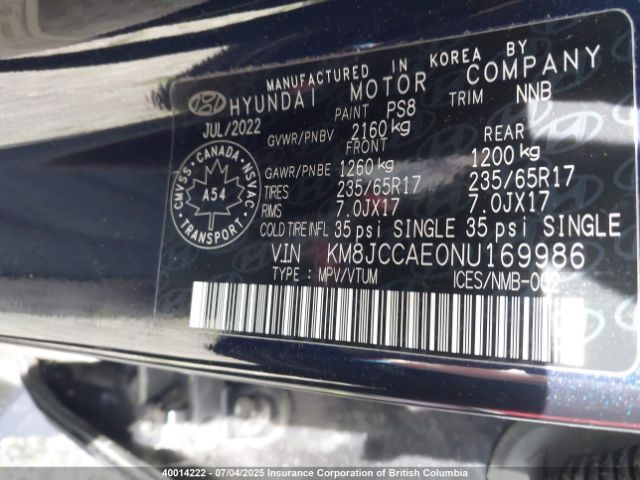 MANUFACTURED IN KOREA BY
HYUNDAI MOTOR COMPANY
JUL/2022 PAINT PS8 TRIM NNB
GVWR/PNBV 2160 kg
FRONT REAR
GAWR/PNBE 1260 kg 1200 kg
TIRES 235/65R17 235/65R17
RIMS 7.0JX17 7.0JX17
COLD TIRE INFL 35 psi SINGLE 35 psi SINGLE
VIN KM8JCCAE0NU169986
TYPE : MPV/VTUM ICES/NMB-002
CANADA
CMVSS NSVAC
A54
TRANSPORT
40014222 - 07/04/2025 Insurance Corporation of British Columbia